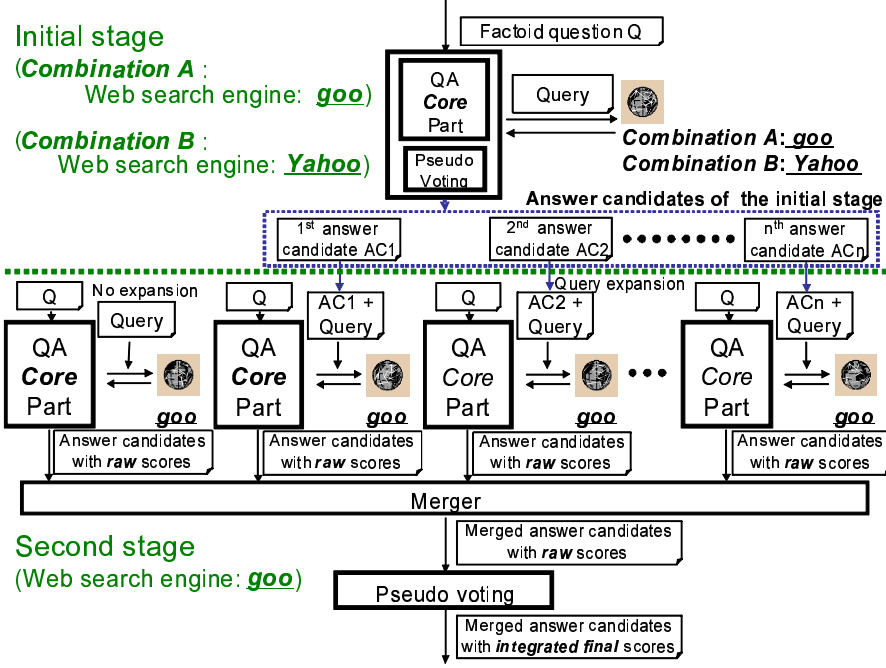 Initial stage
(Combination A :
Web search engine: goo)
(Combination B :
Web search engine: Yahoo)
Factoid question Q
QA
Core
Part
Pseudo
Voting
Query
Combination A: goo
Combination B: Yahoo
Answer candidates of the initial stage
1st answer
candidate AC1
2nd answer
candidate AC2
nth answer
candidate ACn
Q
No expansion
Query
QA
Core
Part
goo
Q
AC1 +
Query
QA
Core
Part
goo
Q
Query expansion
AC2 +
Query
QA
Core
Part
goo
Q
ACn +
Query
QA
Core
Part
goo
Answer candidates
with raw scores
Answer candidates
with raw scores
Answer candidates
with raw scores
Answer candidates
with raw scores
Merger
Second stage
(Web search engine: goo)
Merged answer candidates
with raw scores
Pseudo voting
Merged answer candidates
with integrated final scores